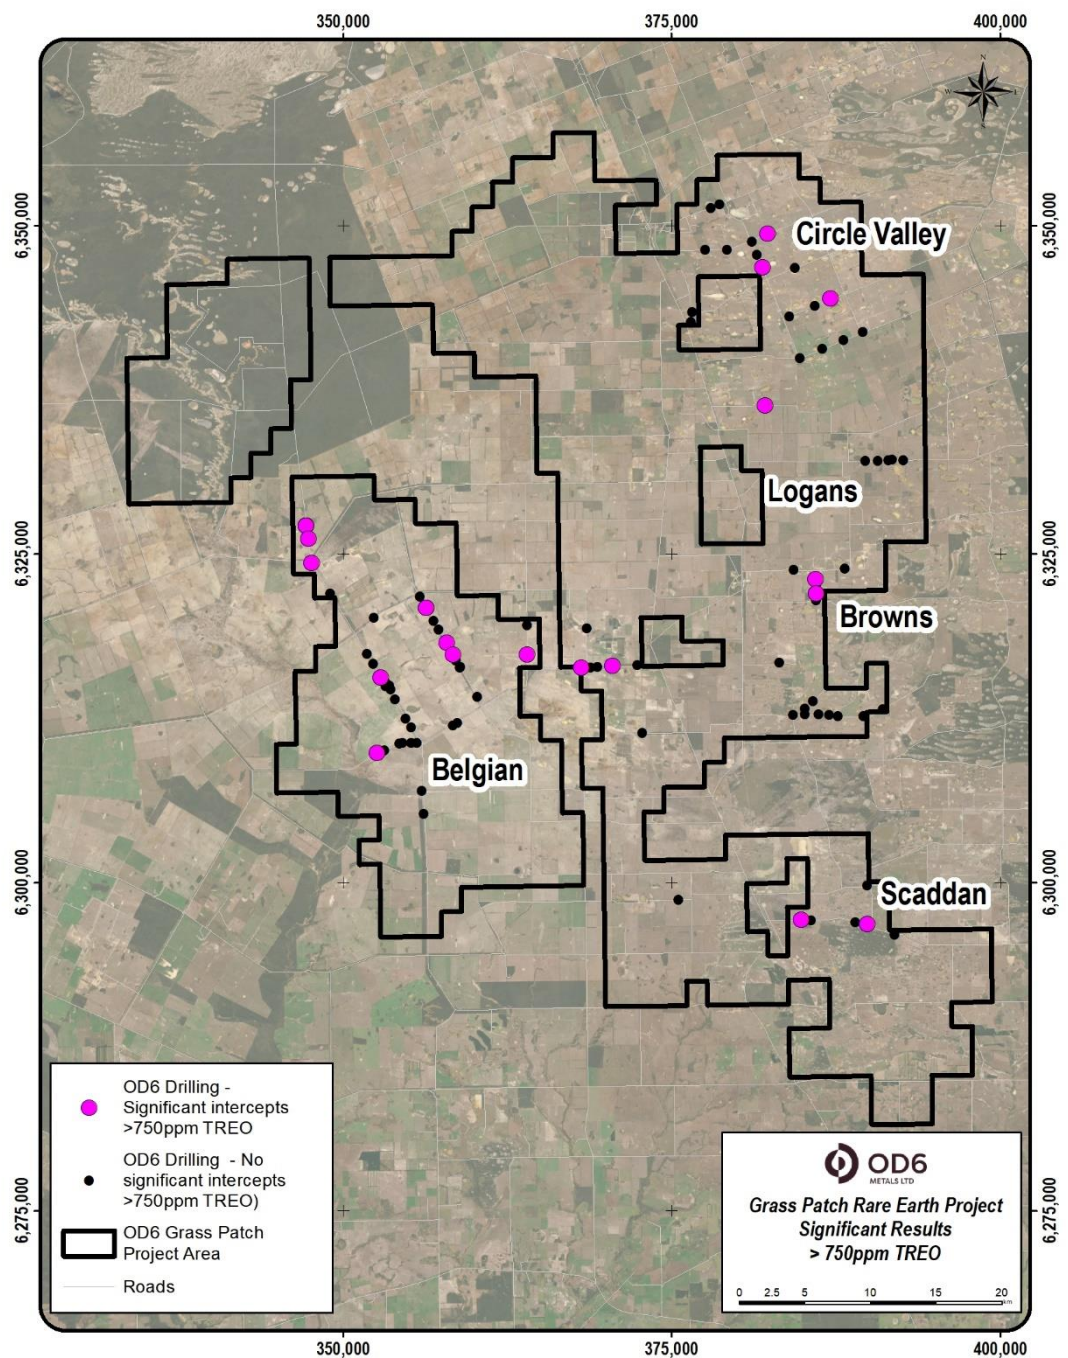 350,000
375,000
400,000
N
W
E
S
6,350,000
6,350,000
Circle Valley
Logans
6,325,000
6,325,000
Browns
Belgian
6,300,000
6,300,000
Scaddan
OD6 Drilling -
Significant intercepts
>750ppm TREO
OD6 Drilling - No
significant intercepts
>750ppm TREO)
OD6 Grass Patch
Project Area
Roads
6,275,000
6,275,000
OD6
METALS LTD
Grass Patch Rare Earth Project
Significant Results
> 750ppm TREO
0 2.5 5 10 15 20
km
350,000
375,000
400,000